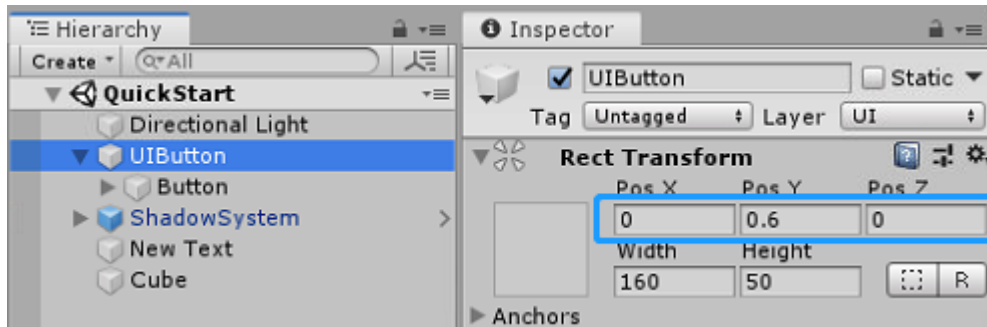 Hierarchy
Create All
QuickStart
Directional Light
UIButton
Button
ShadowSystem
New Text
Cube
Inspector
UIButton Static
Tag Untagged Layer UI
Rect Transform
Pos X Pos Y Pos Z
0 0.6 0
Width Height
160 50 R
Anchors